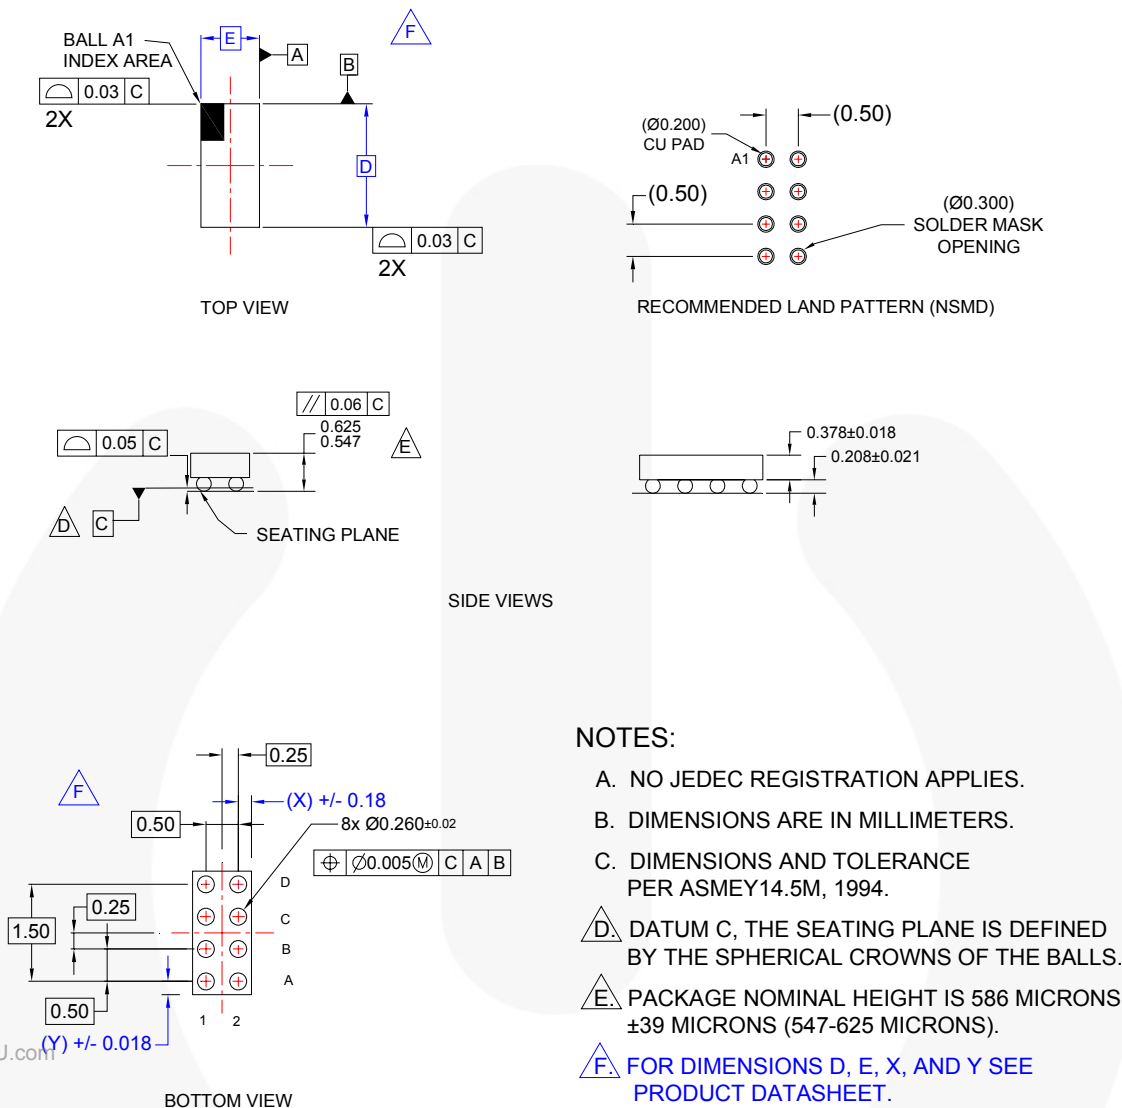 BALL A1
INDEX AREA
E
A
B
F
0.03 C
2X
D
0.03 C
2X
TOP VIEW
(Ø0.200)
CU PAD
A1
(0.50)
(0.50)
(Ø0.300)
SOLDER MASK
OPENING
RECOMMENDED LAND PATTERN (NSMD)
// 0.06 C
0.625
0.547
E
0.05 C
D
C
SEATING PLANE
0.378±0.018
0.208±0.021
SIDE VIEWS
F
0.25
(X) +/- 0.18
0.50
8x Ø0.260±0.02
⌖ Ø0.005Ⓜ C A B
0.25
1.50
0.50
(Y) +/- 0.018
D
C
B
A
1 2
BOTTOM VIEW
J.com
NOTES:
A. NO JEDEC REGISTRATION APPLIES.
B. DIMENSIONS ARE IN MILLIMETERS.
C. DIMENSIONS AND TOLERANCE
PER ASMEY14.5M, 1994.
D. DATUM C, THE SEATING PLANE IS DEFINED
BY THE SPHERICAL CROWNS OF THE BALLS.
E. PACKAGE NOMINAL HEIGHT IS 586 MICRONS
±39 MICRONS (547-625 MICRONS).
F. FOR DIMENSIONS D, E, X, AND Y SEE
PRODUCT DATASHEET.